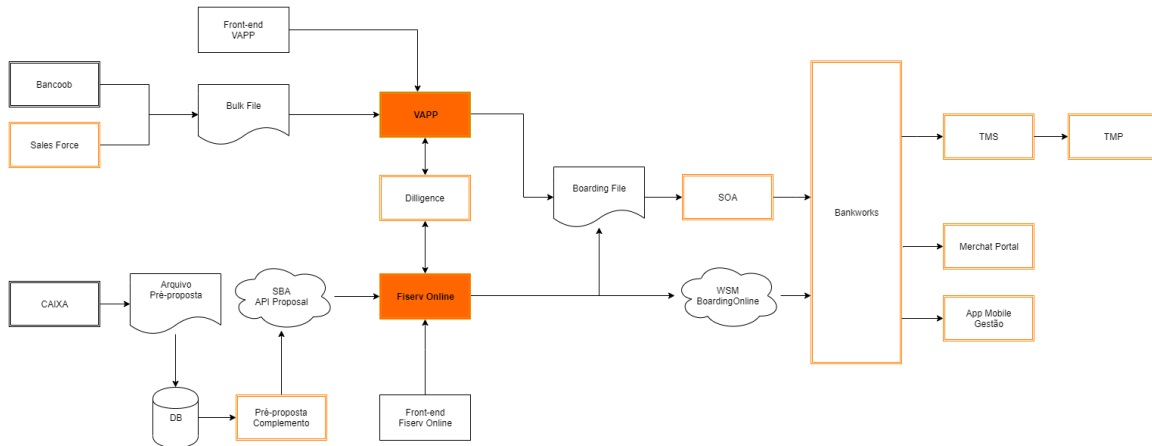 Front-end
VAPP
Bancoob
Bulk File
VAPP
Sales Force
TMS
TMP
Dilligence
Boarding File
SOA
Bankworks
Merchat Portal
CAIXA
Arquivo
Pré-proposta
SBA
API Proposal
Fiserv Online
WSM
BoardingOnline
App Mobile
Gestão
DB
Pré-proposta
Complemento
Front-end
Fiserv Online